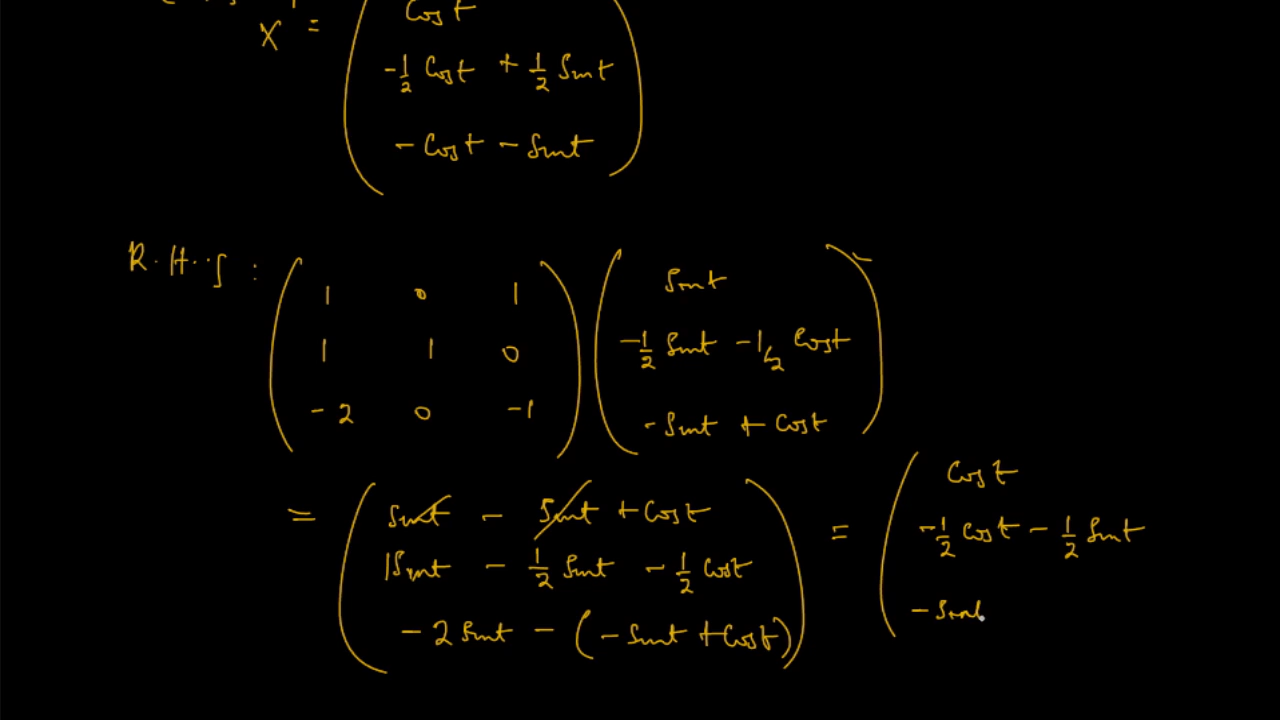 X' = ( Cos t
-1/2 Cos t + 1/2 Sin t
- Cos t - Sin t )
R.H.S :
( 1 0 1
1 1 0
-2 0 -1 )
( Sin t
-1/2 Sin t - 1/2 Cos t
- Sin t + Cos t )
= ( Sin t - Sin t + Cos t
1 Sin t - 1/2 Sin t - 1/2 Cos t
- 2 Sin t - (- Sin t + Cos t) )
= ( Cos t
-1/2 Cos t - 1/2 Sin t
- Sin t